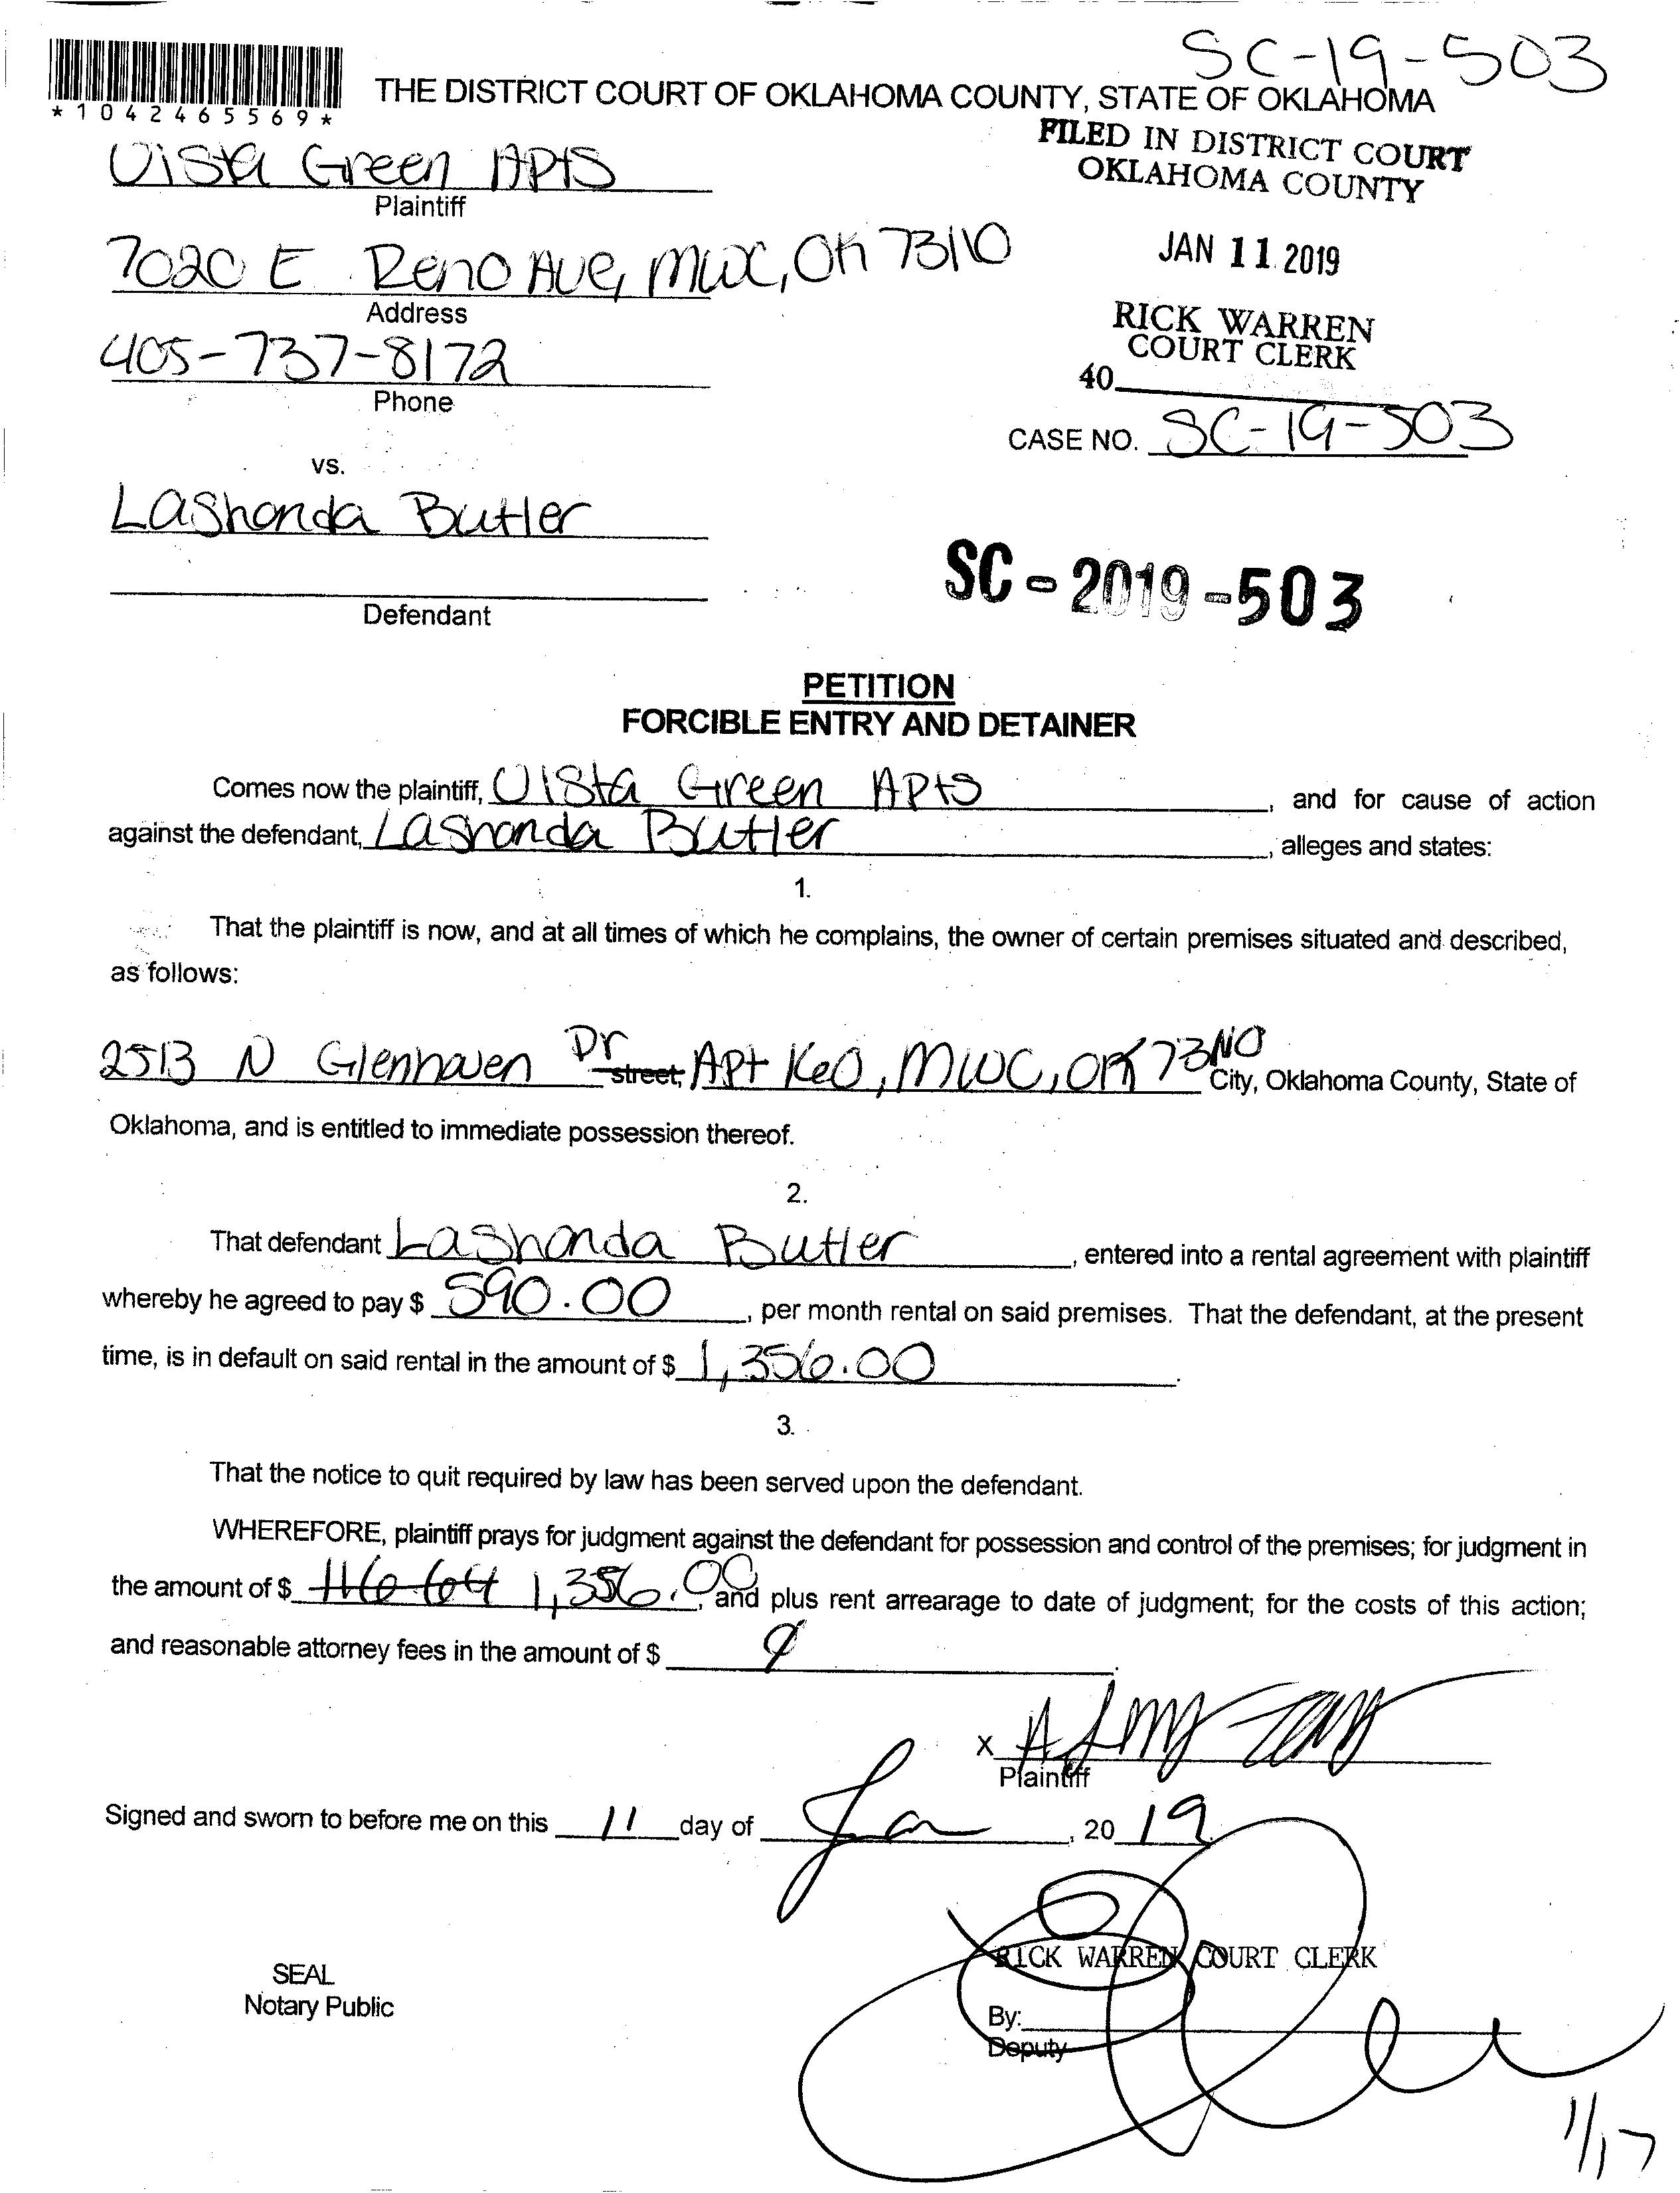 SC-19-503
*1042465569*
THE DISTRICT COURT OF OKLAHOMA COUNTY, STATE OF OKLAHOMA
FILED IN DISTRICT COURT
OKLAHOMA COUNTY
Vista Green Apts
Plaintiff
7020 E Reno Ave, MWC, OK 73110
JAN 11 2019
Address
RICK WARREN
COURT CLERK
405-737-8172
40
Phone
CASE NO. SC-19-503
vs.
LaShonda Butler
SC-2019-503
Defendant
PETITION
FORCIBLE ENTRY AND DETAINER
Comes now the plaintiff, Vista Green Apts, and for cause of action
against the defendant, LaShonda Butler, alleges and states:
1.
That the plaintiff is now, and at all times of which he complains, the owner of certain premises situated and described,
as follows:
2513 N Glenhaven Dr street, Apt MWC, OK 73110 City, Oklahoma County, State of
Oklahoma, and is entitled to immediate possession thereof.
2.
That defendant LaShonda Butler, entered into a rental agreement with plaintiff
whereby he agreed to pay $ 590.00, per month rental on said premises. That the defendant, at the present
time, is in default on said rental in the amount of $ 1,356.00.
3.
That the notice to quit required by law has been served upon the defendant.
WHEREFORE, plaintiff prays for judgment against the defendant for possession and control of the premises; for judgment in
the amount of $ 1,356.00, and plus rent arrearage to date of judgment; for the costs of this action;
and reasonable attorney fees in the amount of $
X
Plaintiff
Signed and sworn to before me on this 11 day of Jan, 20 19
RICK WARREN COURT CLERK
SEAL
Notary Public
By:
Deputy
1/17